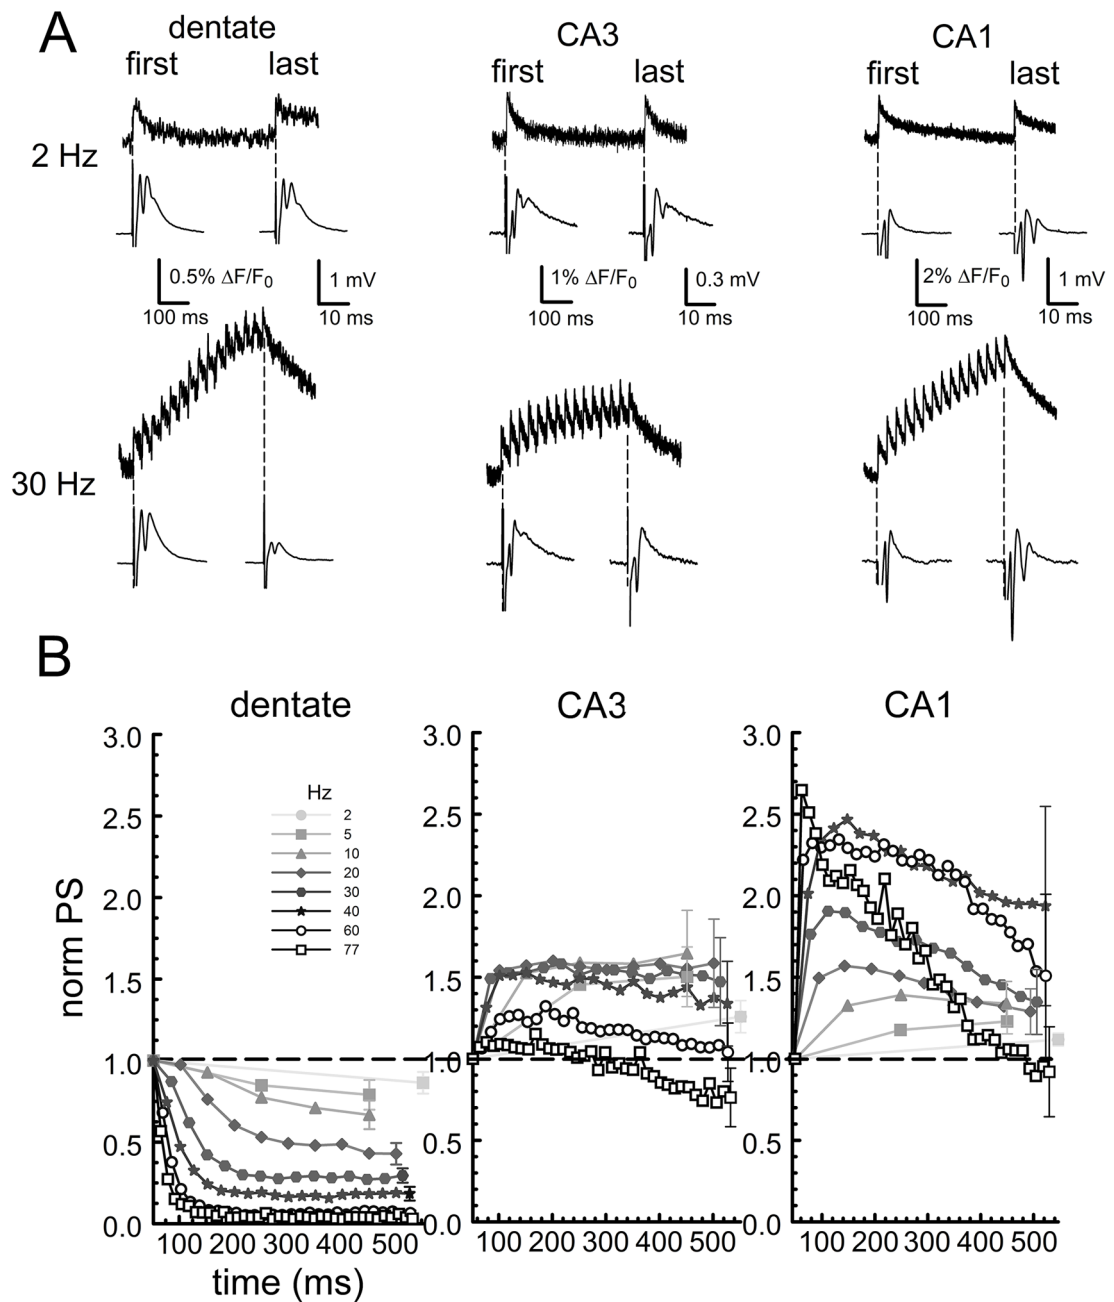 A
dentate CA3 CA1
first last first last first last
2 Hz
0.5% ΔF/F0 1 mV 1% ΔF/F0 0.3 mV 2% ΔF/F0 1 mV
100 ms 10 ms 100 ms 10 ms 100 ms 10 ms
30 Hz
B
dentate CA3 CA1
3.0 3.0 3.0
Hz
2
5
10
20
30
40
60
77
2.5 2.5 2.5
2.0 2.0 2.0
norm PS
1.5 1.5 1.5
1.0 1.0 1.0
0.5 0.5 0.5
0.0 0.0 0.0
100 200 300 400 500 100 200 300 400 500 100 200 300 400 500
time (ms)